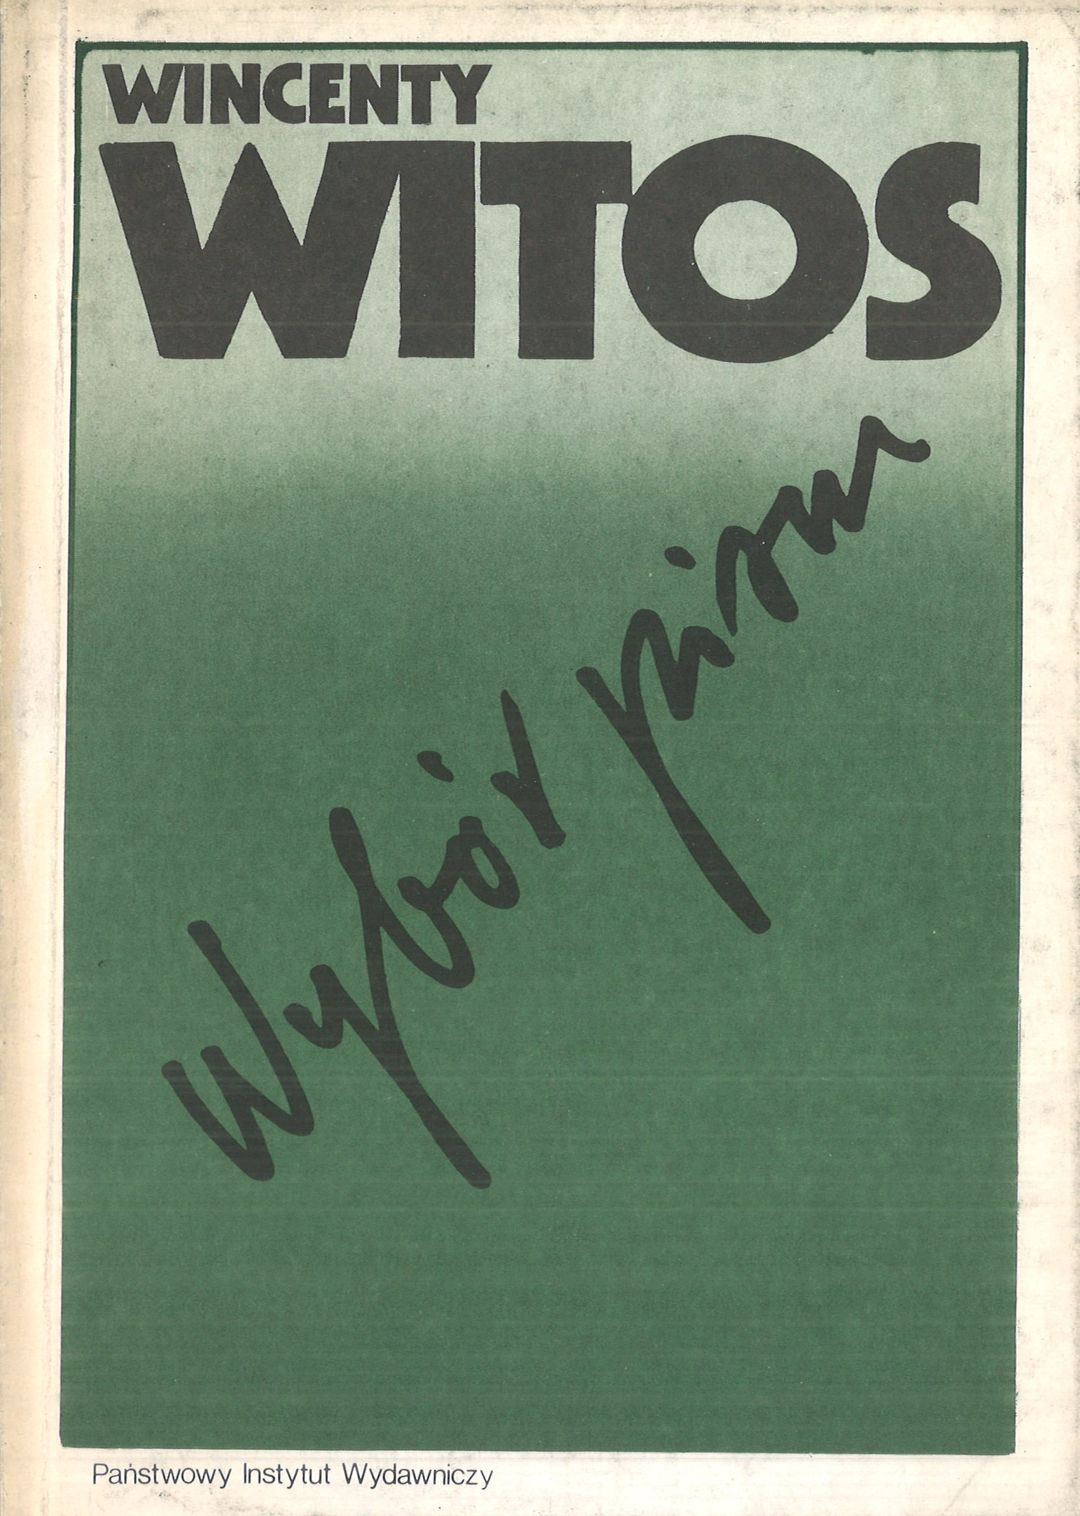 WINCENTY
WITOS
Wybór pism
Państwowy Instytut Wydawniczy